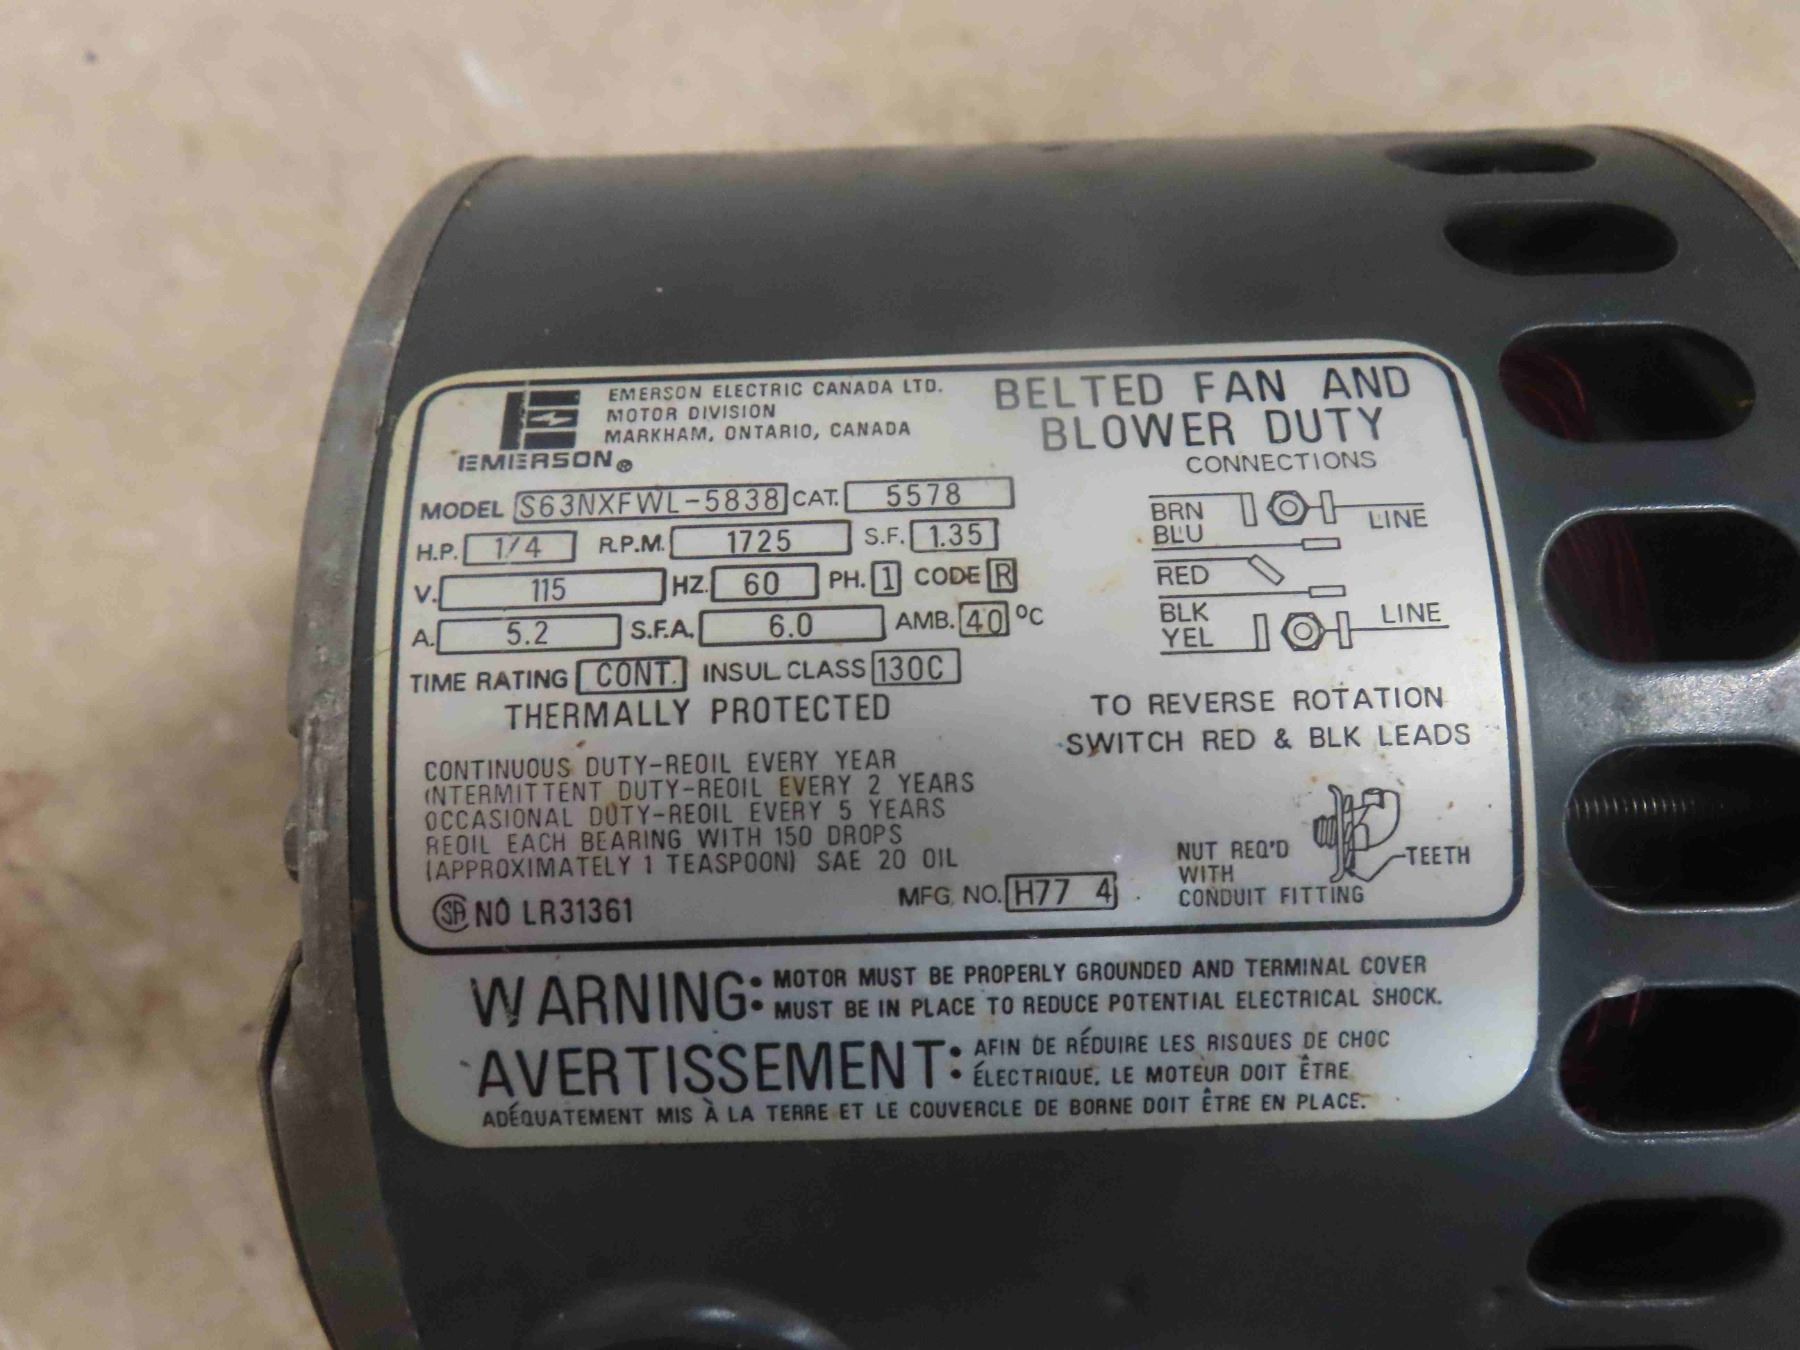 EMERSON ELECTRIC CANADA LTD.
MOTOR DIVISION
MARKHAM, ONTARIO, CANADA
EMERSON®
BELTED FAN AND
BLOWER DUTY
CONNECTIONS
MODEL S63NXFWL-5838 CAT. 5578
H.P. 1/4 R.P.M. 1725 S.F. 1.35
V. 115 HZ. 60 PH. 1 CODE R
A. 5.2 S.F.A. 6.0 AMB. 40 °C
TIME RATING CONT. INSUL CLASS 130C
THERMALLY PROTECTED
CONTINUOUS DUTY-REOIL EVERY YEAR
INTERMITTENT DUTY-REOIL EVERY 2 YEARS
OCCASIONAL DUTY-REOIL EVERY 5 YEARS
REOIL EACH BEARING WITH 150 DROPS
(APPROXIMATELY 1 TEASPOON) SAE 20 OIL
SA NO LR31361
MFG. NO. H77 4
BRN
BLU
LINE
RED
BLK
YEL
LINE
TO REVERSE ROTATION
SWITCH RED & BLK LEADS
NUT REQ'D
WITH
CONDUIT FITTING
TEETH
WARNING: MOTOR MUST BE PROPERLY GROUNDED AND TERMINAL COVER
MUST BE IN PLACE TO REDUCE POTENTIAL ELECTRICAL SHOCK.
AVERTISSEMENT: AFIN DE RÉDUIRE LES RISQUES DE CHOC
ÉLECTRIQUE, LE MOTEUR DOIT ÊTRE
ADÉQUATEMENT MIS À LA TERRE ET LE COUVERCLE DE BORNE DOIT ÊTRE EN PLACE.